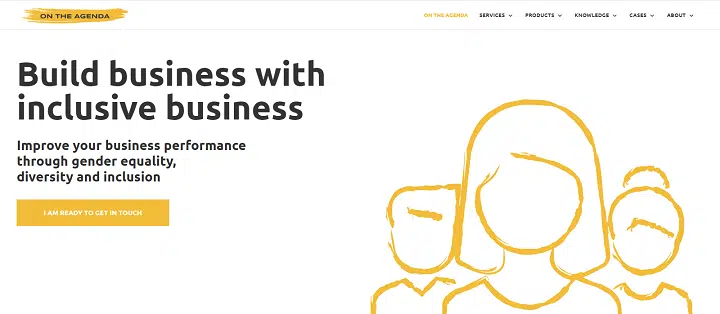 ON THE AGENDA
ON THE AGENDA SERVICES PRODUCTS KNOWLEDGE CASES ABOUT
Build business with
inclusive business
Improve your business performance
through gender equality,
diversity and inclusion
I AM READY TO GET IN TOUCH